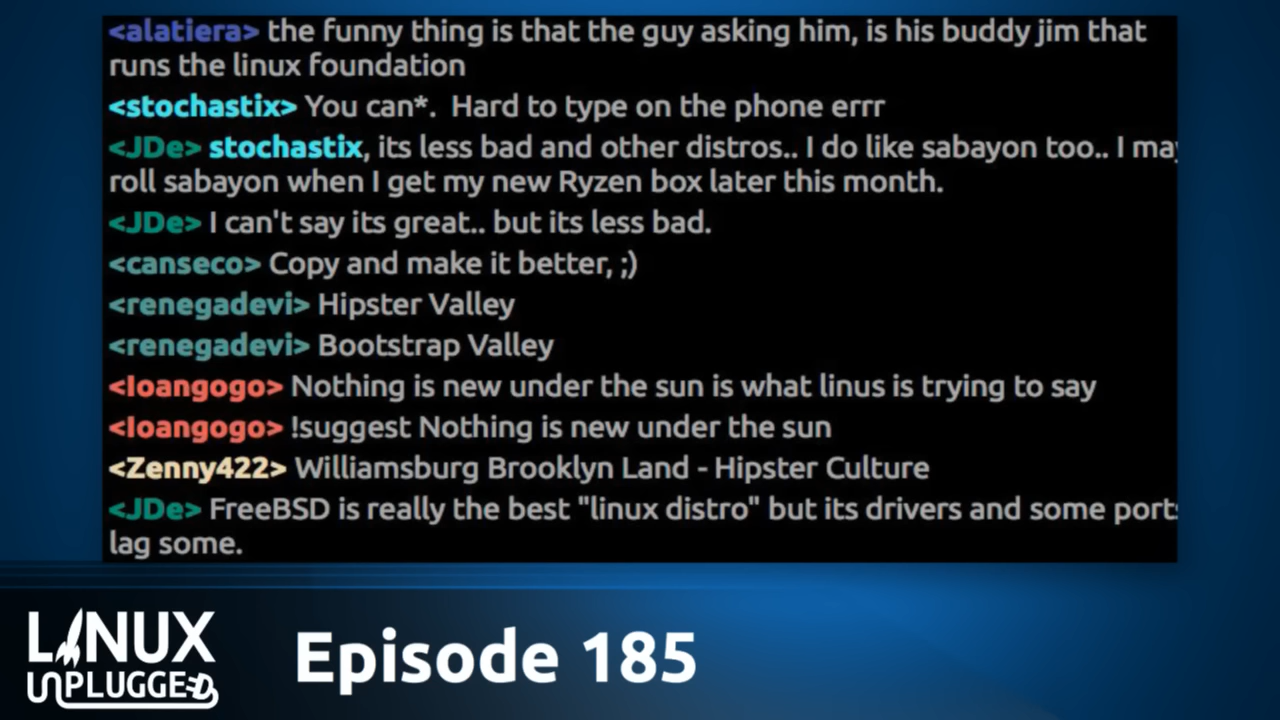 <alatiera> the funny thing is that the guy asking him, is his buddy jim that
runs the linux foundation
<stochastix> You can*.  Hard to type on the phone errr
<JDe> stochastix, its less bad and other distros.. I do like sabayon too.. I may
roll sabayon when I get my new Ryzen box later this month.
<JDe> I can't say its great.. but its less bad.
<canseco> Copy and make it better, ;)
<renegadevi> Hipster Valley
<renegadevi> Bootstrap Valley
<Ioangogo> Nothing is new under the sun is what linus is trying to say
<Ioangogo> !suggest Nothing is new under the sun
<Zenny422> Williamsburg Brooklyn Land - Hipster Culture
<JDe> FreeBSD is really the best "linux distro" but its drivers and some ports
lag some.
LINUX
UNPLUGGED
Episode 185